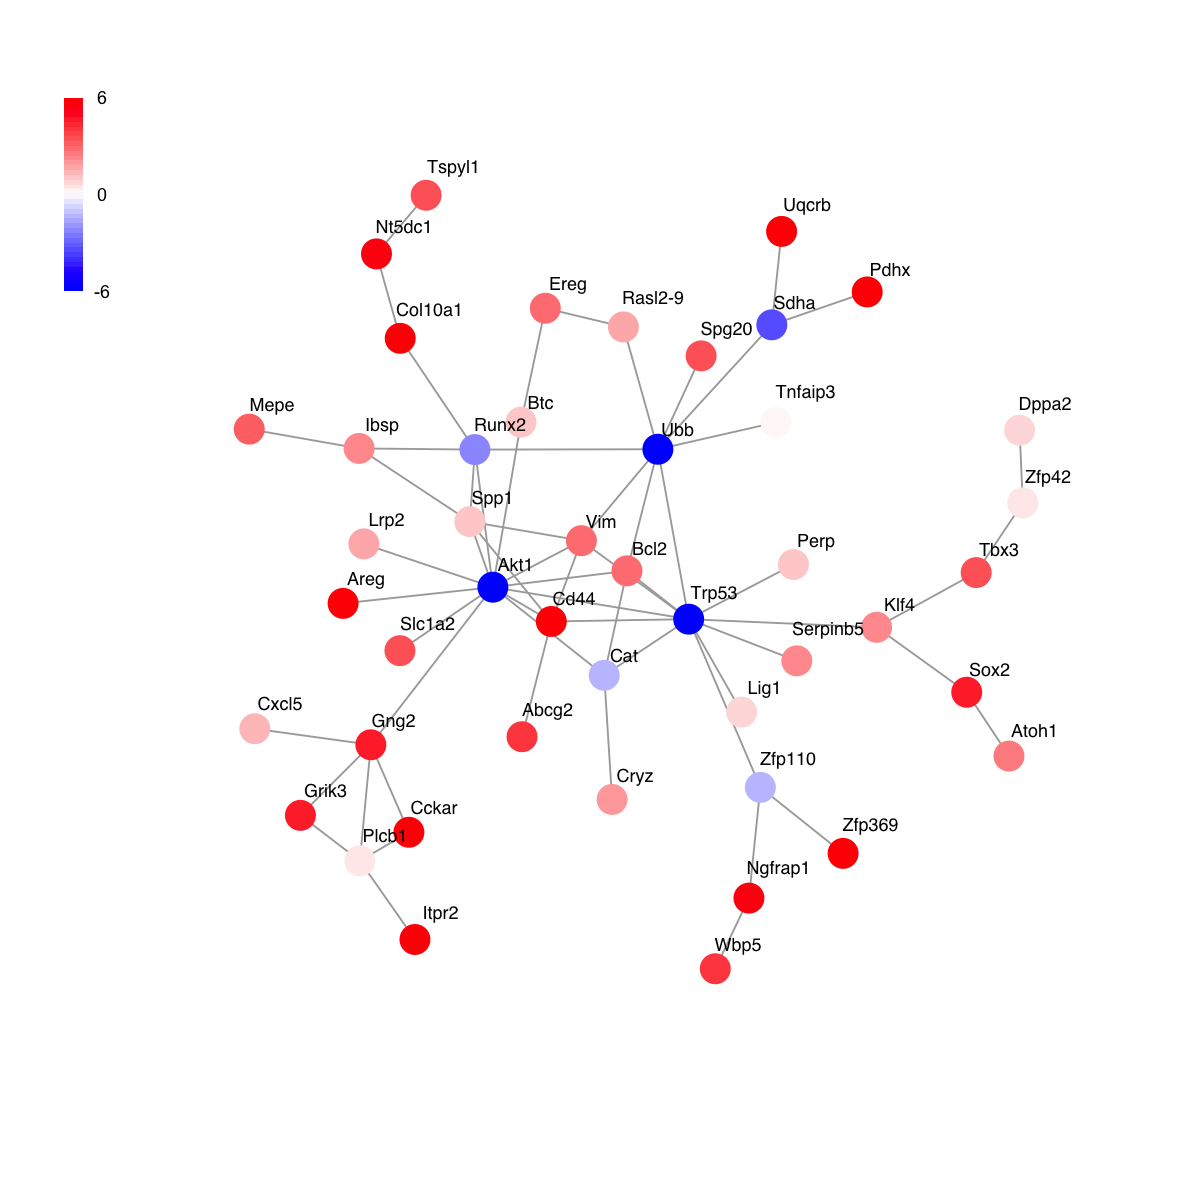 6
0
-6
Tspyl1
Nt5dc1
Uqcrb
Pdhx
Ereg
Rasl2-9
Sdha
Col10a1
Spg20
Tnfaip3
Mepe
Btc
Dppa2
Ibsp
Runx2
Ubb
Zfp42
Spp1
Lrp2
Vim
Bcl2
Perp
Tbx3
Akt1
Areg
Cd44
Trp53
Klf4
Slc1a2
Serpinb5
Cat
Sox2
Lig1
Cxcl5
Abcg2
Gng2
Atoh1
Zfp110
Cryz
Grik3
Cckar
Plcb1
Zfp369
Ngfrap1
Itpr2
Wbp5